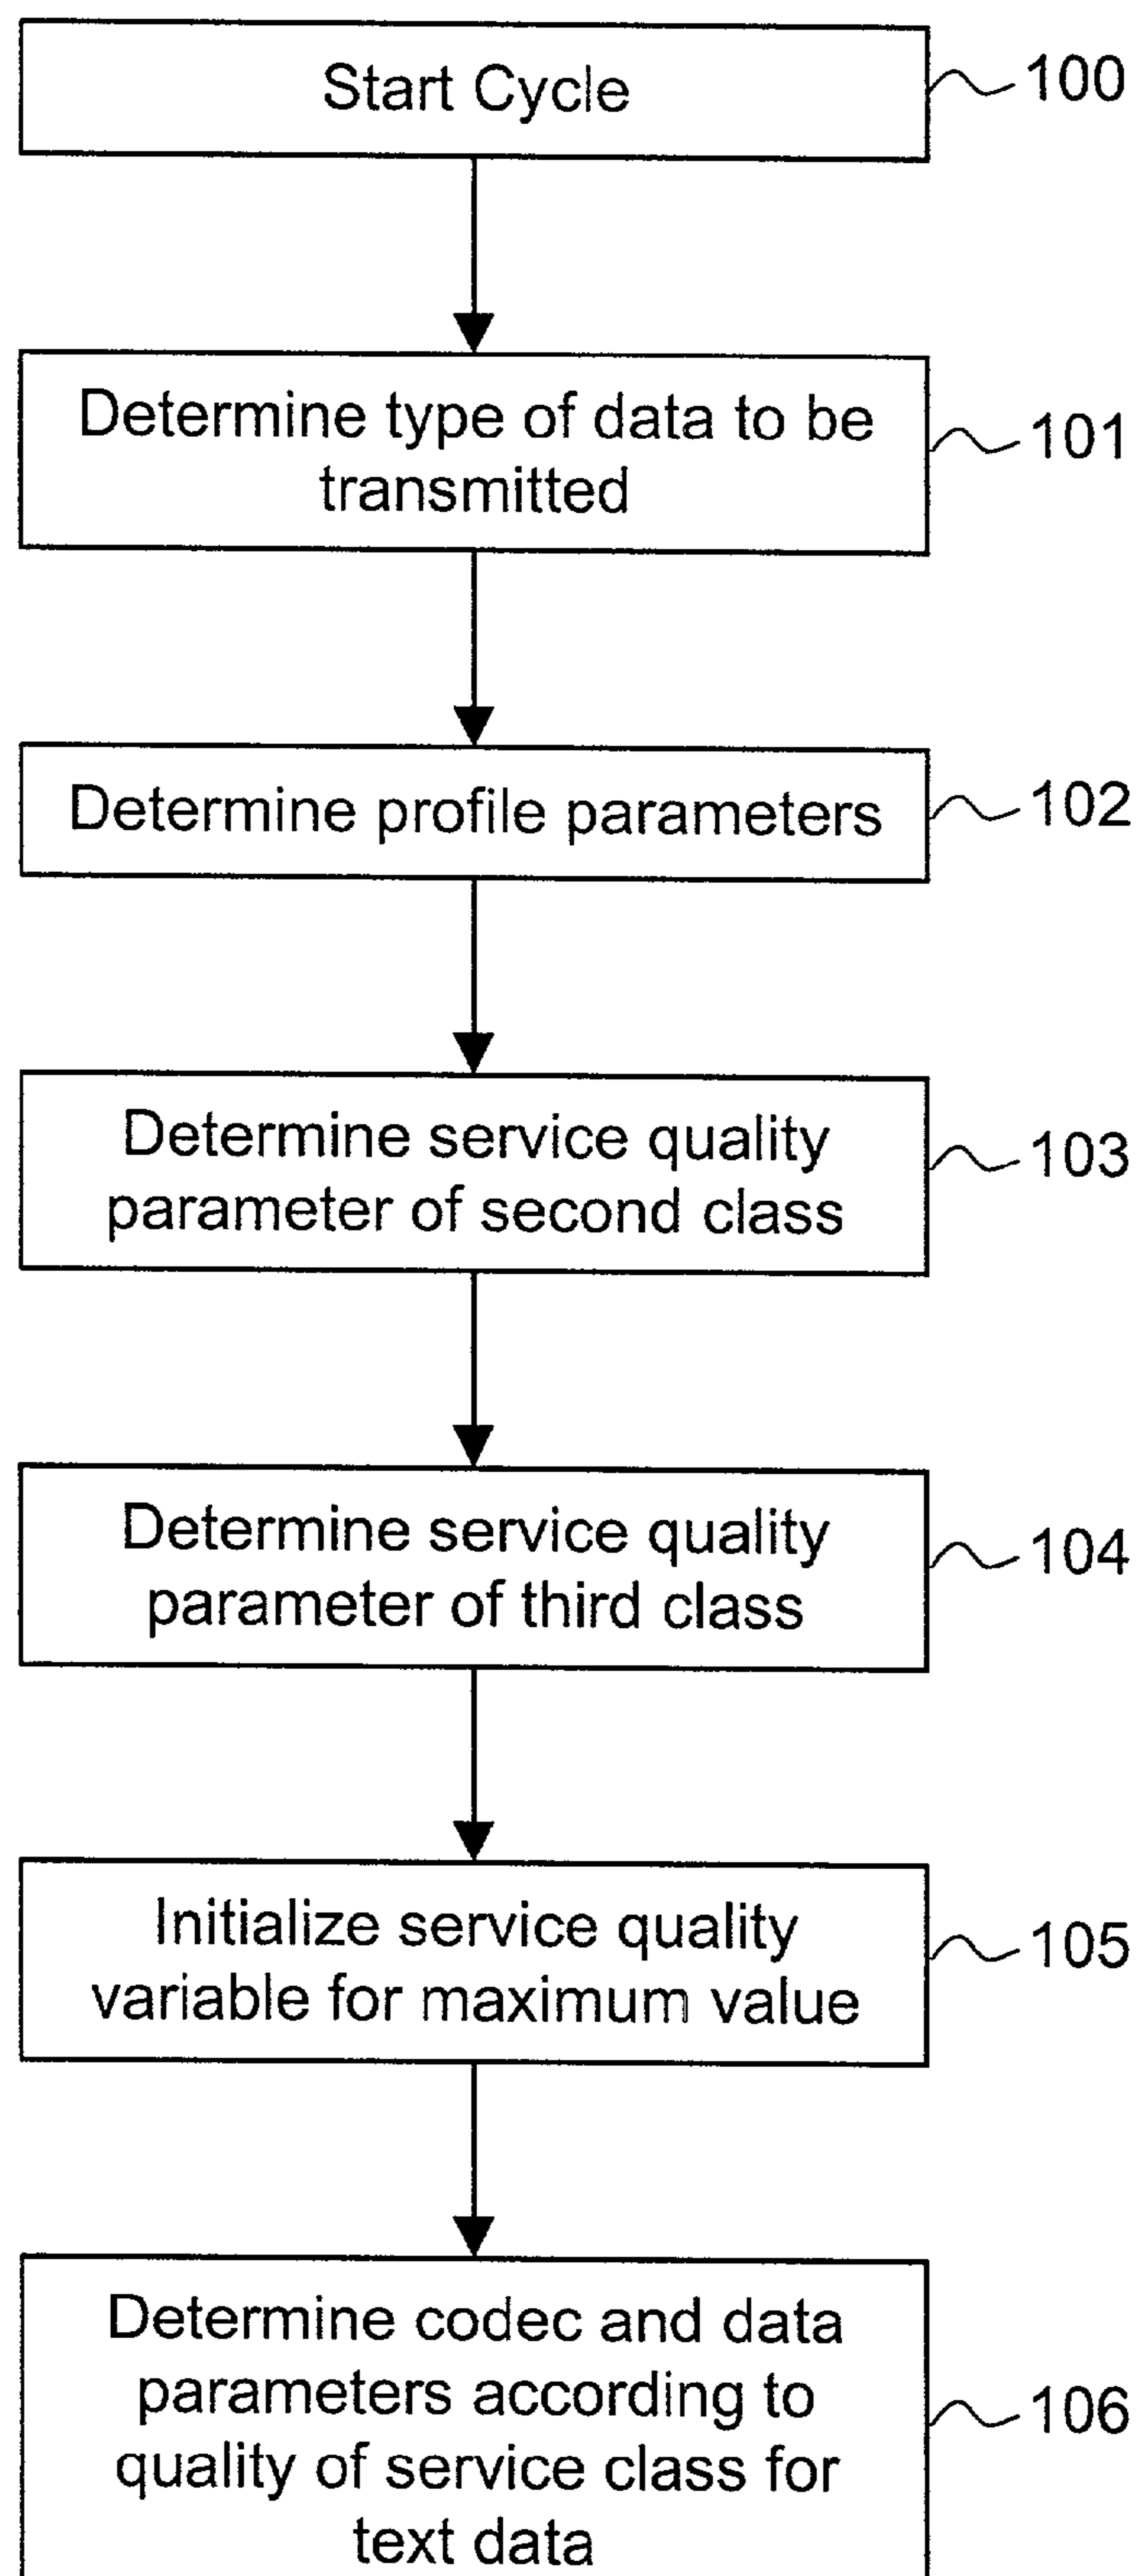 Start Cycle
100
Determine type of data to be
transmitted
101
Determine profile parameters
102
Determine service quality
parameter of second class
103
Determine service quality
parameter of third class
104
Initialize service quality
variable for maximum value
105
Determine codec and data
parameters according to
quality of service class for
text data
106